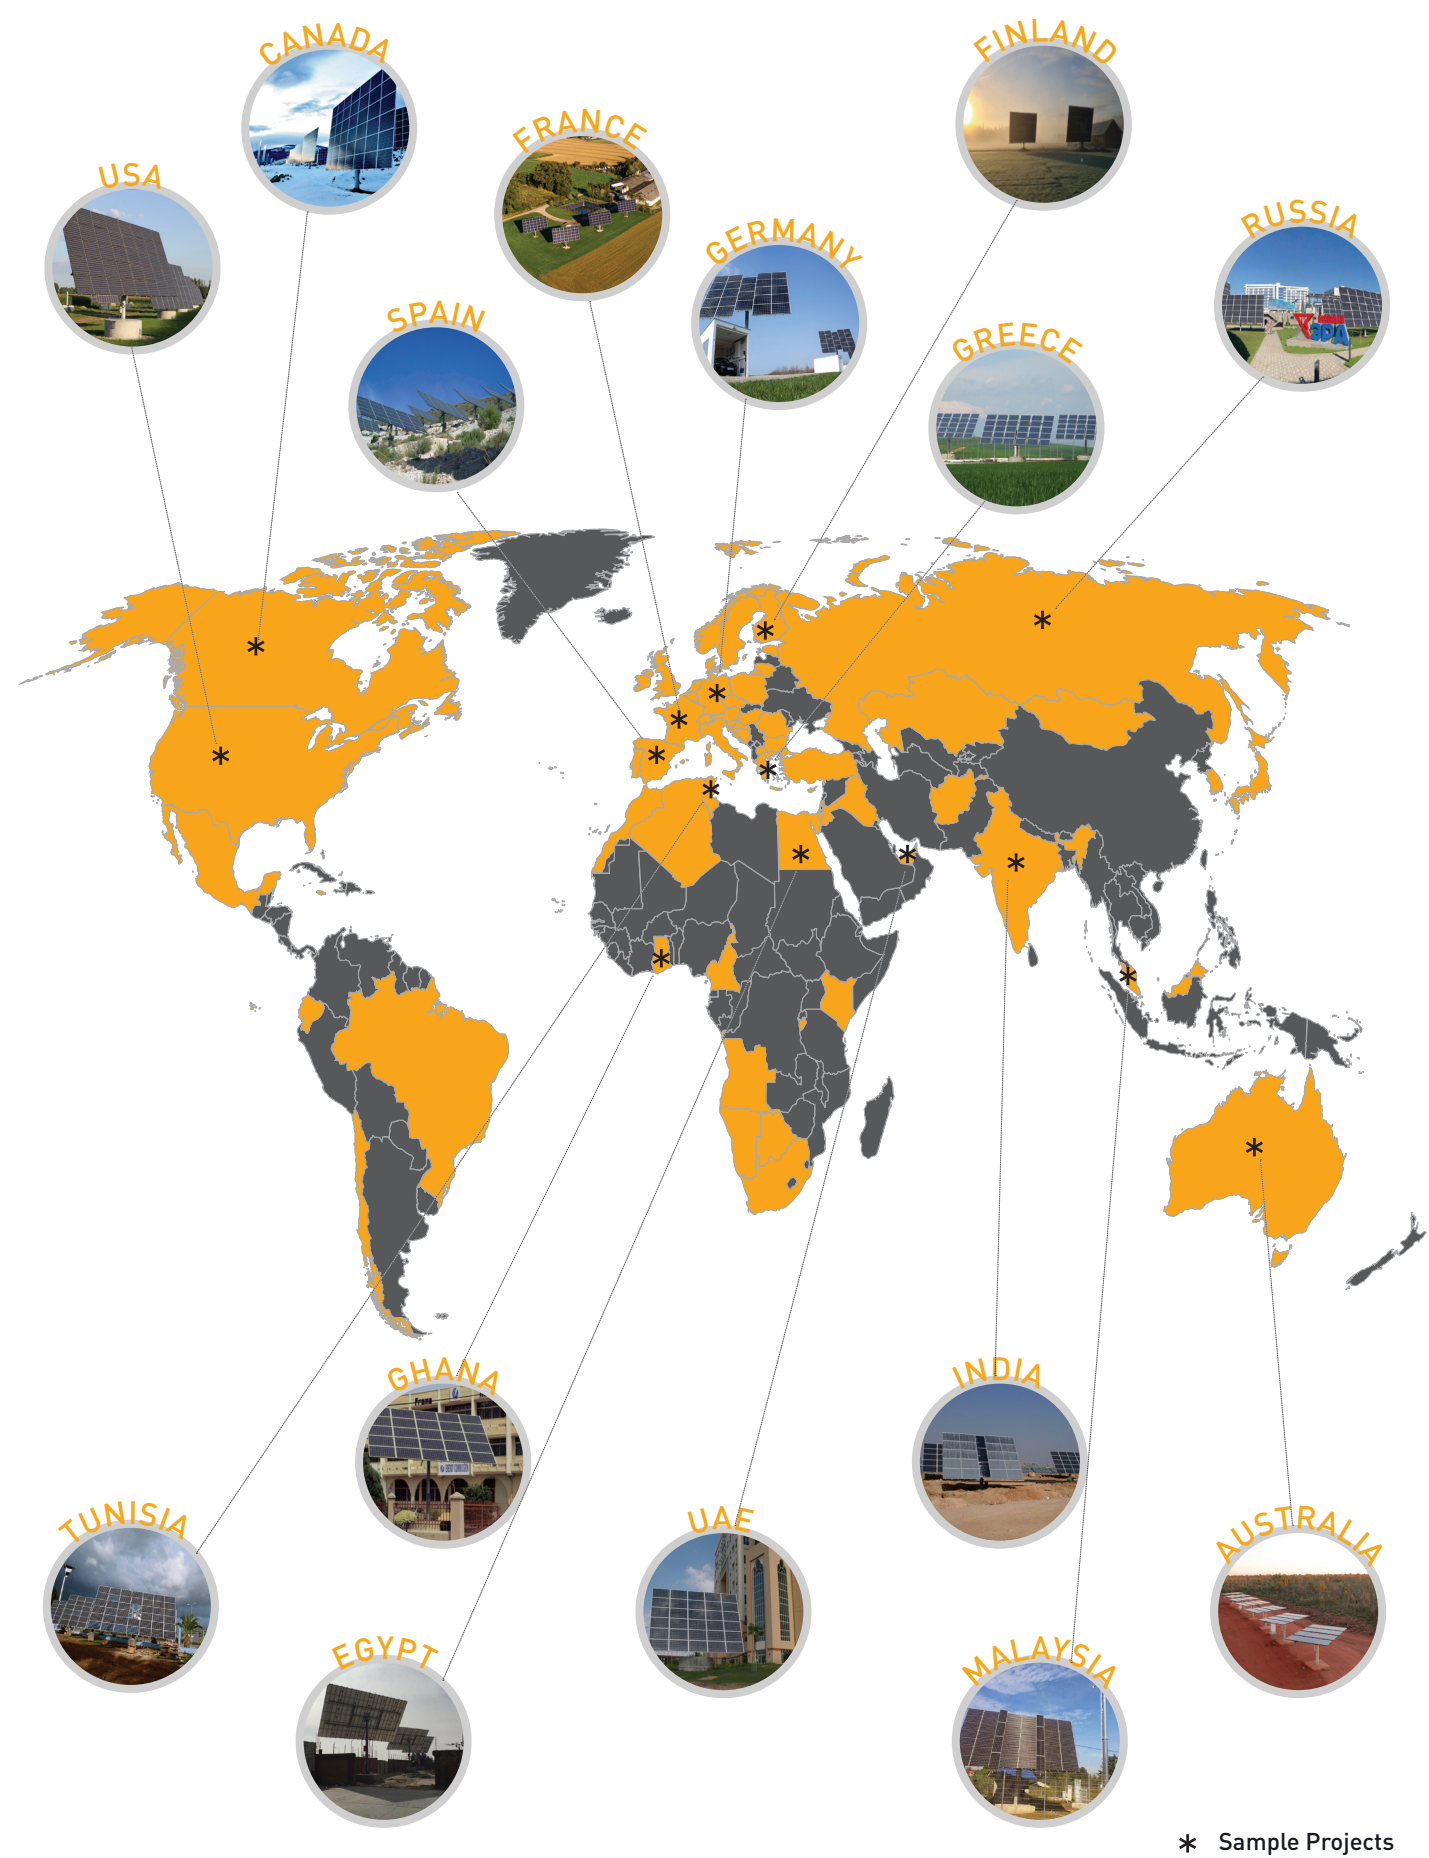 CANADA
FINLAND
FRANCE
USA
RUSSIA
GERMANY
SPAIN
GREECE
GHANA
INDIA
TUNISIA
UAE
AUSTRALIA
EGYPT
MALAYSIA
* Sample Projects